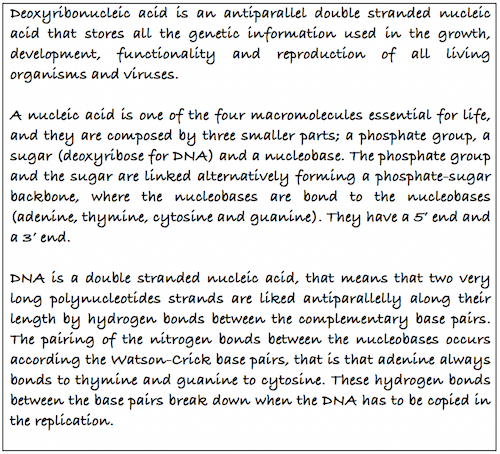 Deoxyribonucleic acid is an antiparallel double stranded nucleic
acid that stores all the genetic information used in the growth,
development, functionality and reproduction of all living
organisms and viruses.
A nucleic acid is one of the four macromolecules essential for life,
and they are composed by three smaller parts; a phosphate group, a
sugar (deoxyribose for DNA) and a nucleobase. The phosphate group
and the sugar are linked alternatively forming a phosphate-sugar
backbone, where the nucleobases are bond to the nucleobases
(adenine, thymine, cytosine and guanine). They have a 5' end and
a 3' end.
DNA is a double stranded nucleic acid, that means that two very
long polynucleotides strands are liked antiparallelly along their
length by hydrogen bonds between the complementary base pairs.
The pairing of the nitrogen bonds between the nucleobases occurs
according the Watson-Crick base pairs, that is that adenine always
bonds to thymine and guanine to cytosine. These hydrogen bonds
between the base pairs break down when the DNA has to be copied in
the replication.